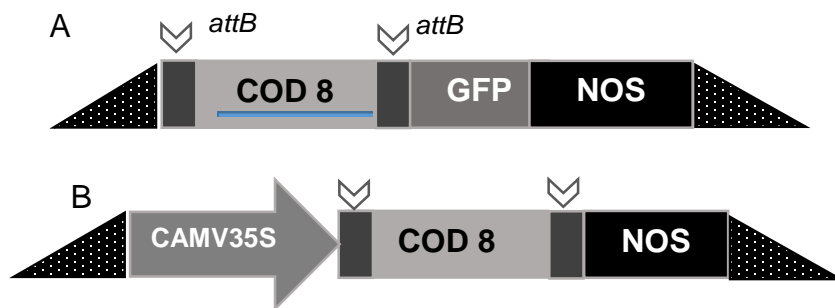 A
attB
attB
COD 8
GFP
NOS
B
CAMV35S
COD 8
NOS